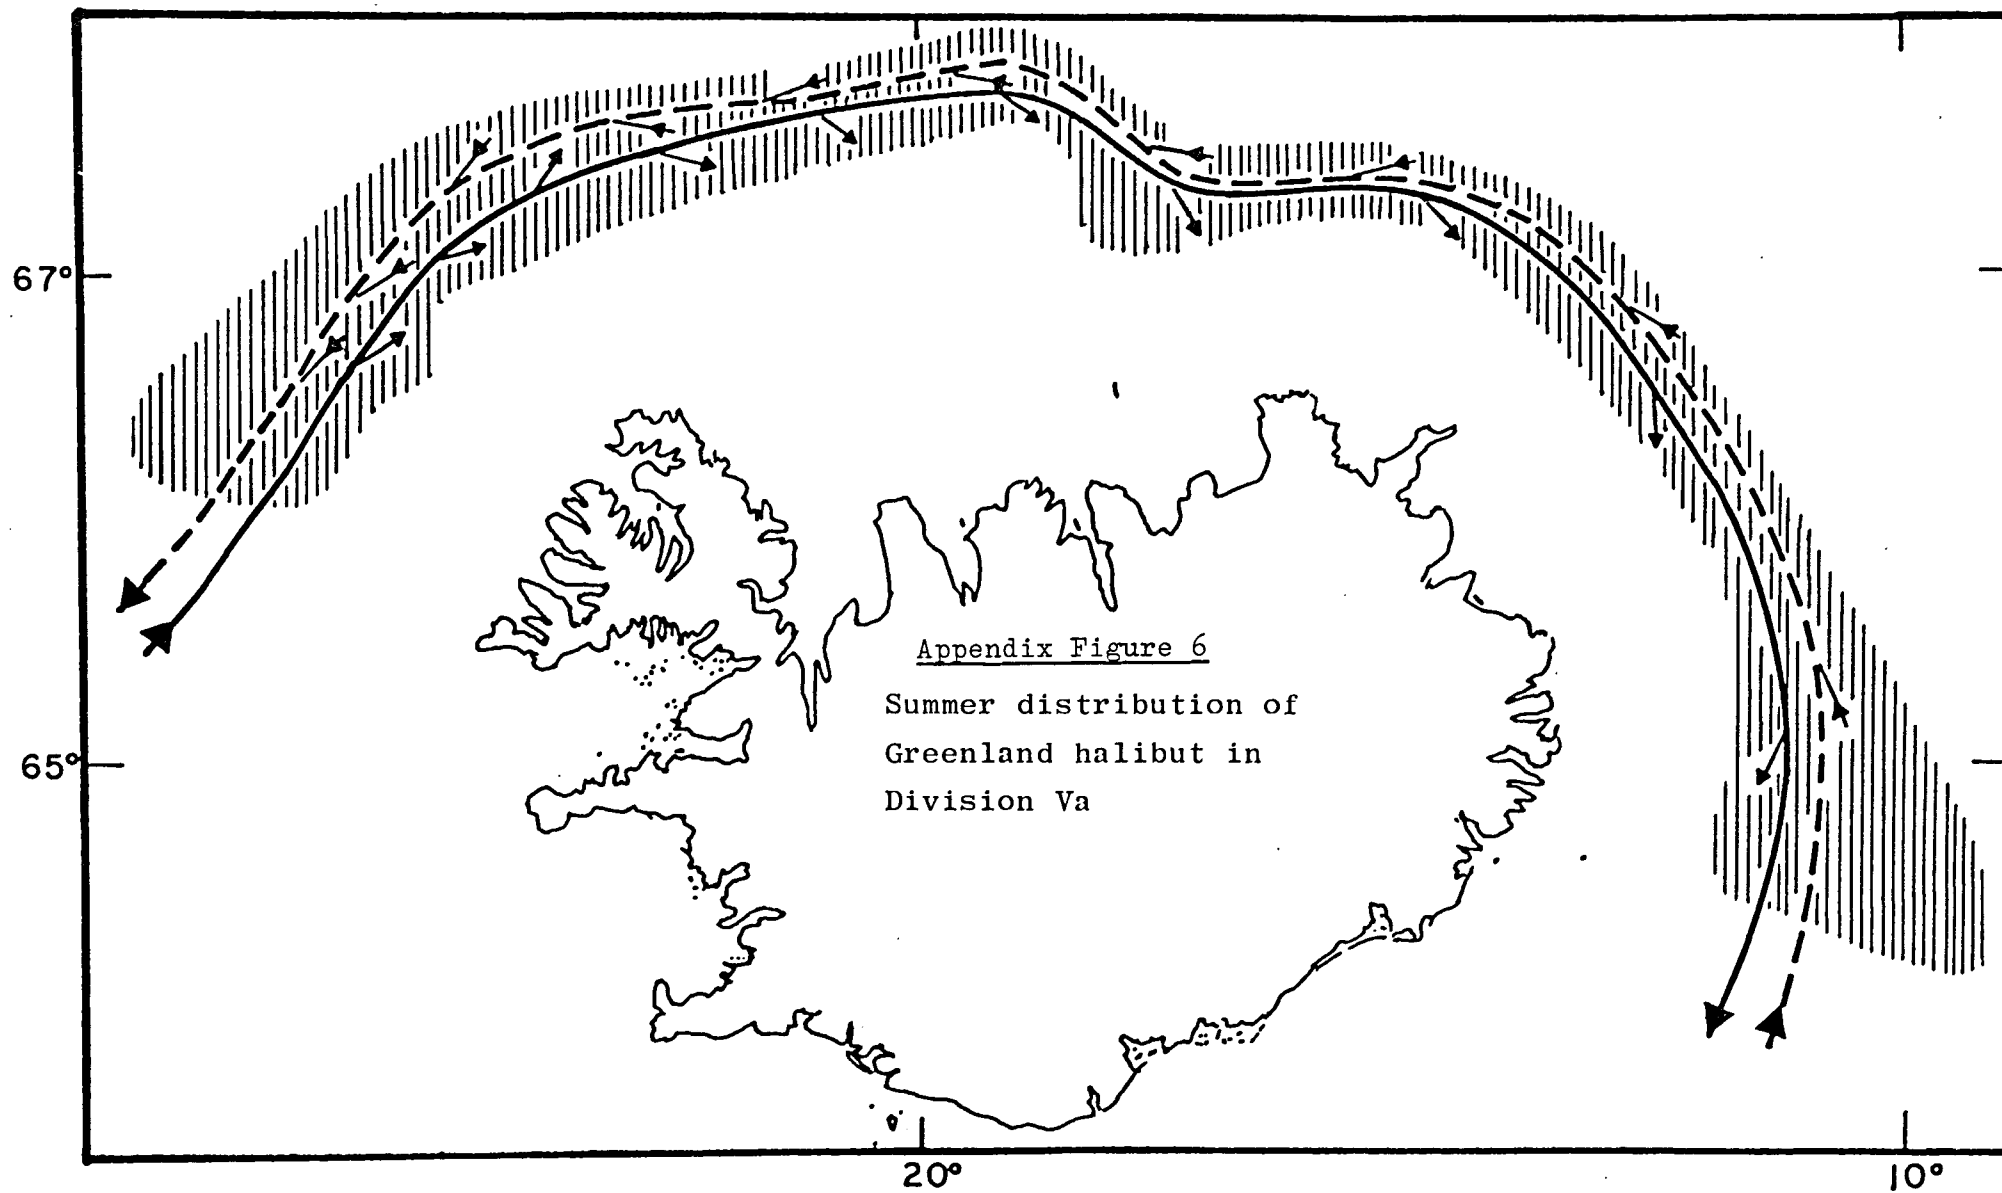 67°
65°
Appendix Figure 6
Summer distribution of
Greenland halibut in
Division Va
20°
10°